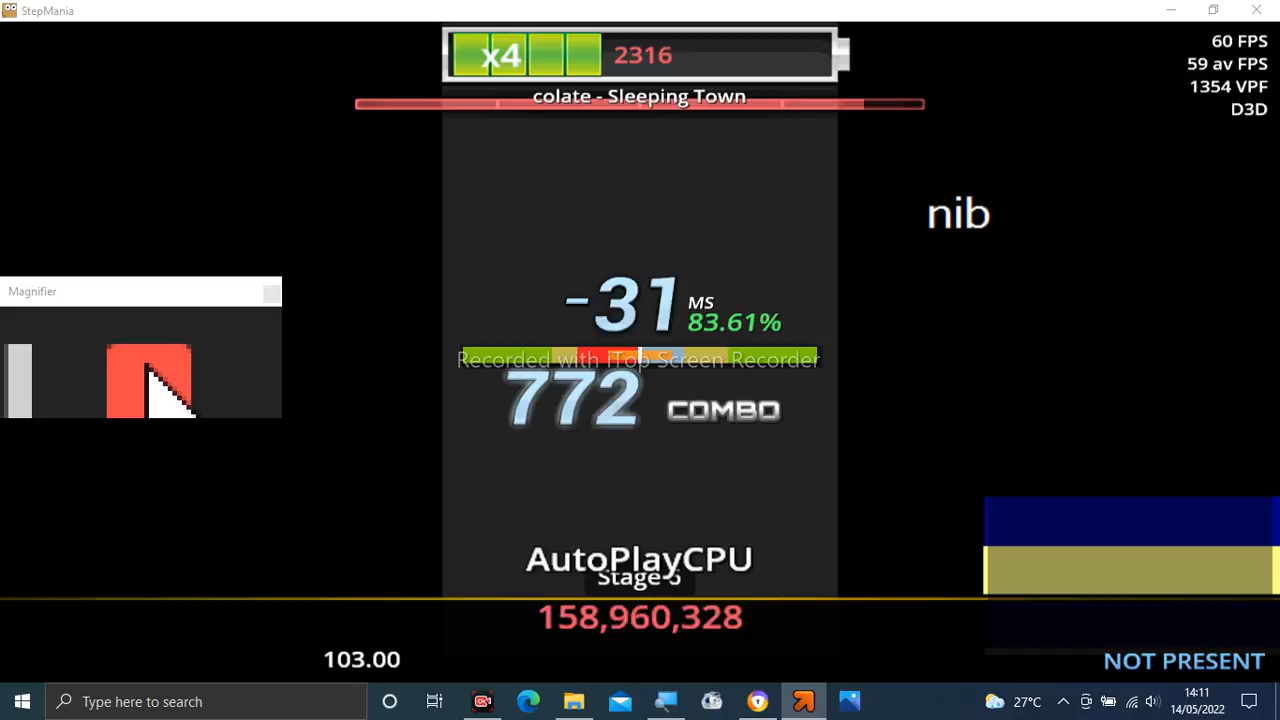 StepMania
60 FPS
59 av FPS
1354 VPF
D3D
x4 2316
colate - Sleeping Town
nib
Magnifier
-31 MS
83.61%
Recorded with iTop Screen Recorder
772 COMBO
AutoPlayCPU
Stage 5
158,960,328
103.00
NOT PRESENT
Type here to search
27°C
14:11
14/05/2022